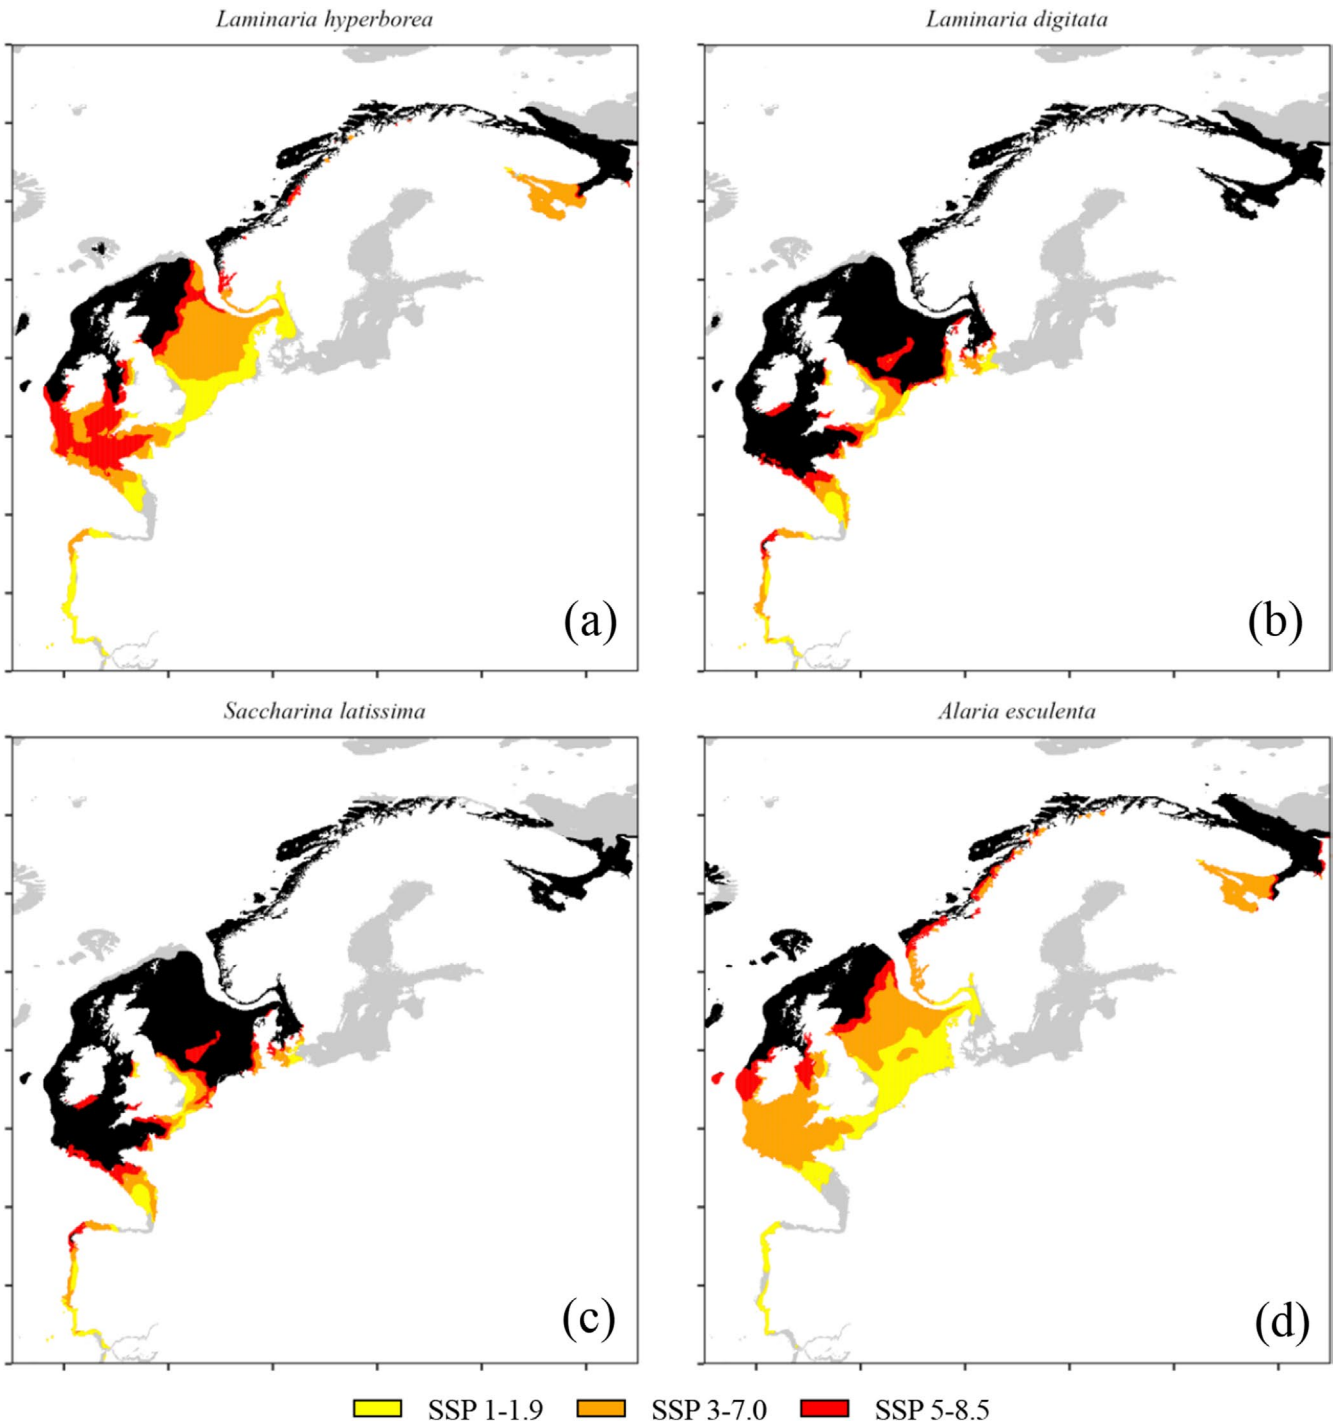 Laminaria hyperborea
Laminaria digitata
(a)
(b)
Saccharina latissima
Alaria esculenta
(c)
(d)
SSP 1-1.9
SSP 3-7.0
SSP 5-8.5